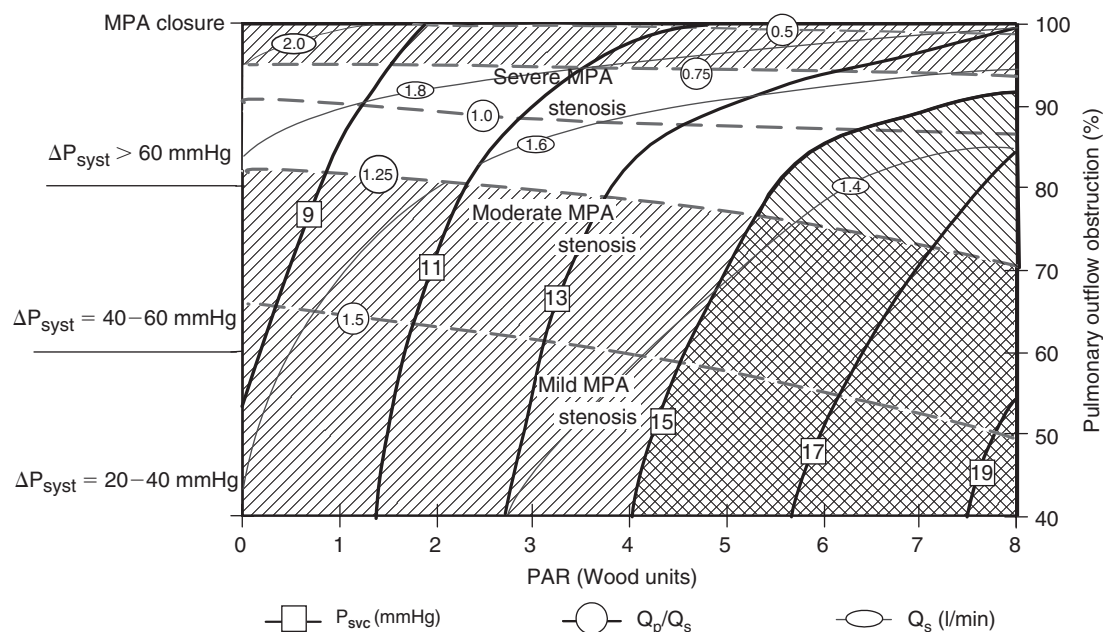 MPA closure
ΔPsyst > 60 mmHg
ΔPsyst = 40–60 mmHg
ΔPsyst = 20–40 mmHg
2.0
0.5
Severe MPA
stenosis
0.75
1.8
1.0
1.6
1.25
1.4
9
Moderate MPA
stenosis
11
13
1.5
Mild MPA
stenosis
15
17
19
100
90
80
70
60
50
40
Pulmonary outflow obstruction (%)
0 1 2 3 4 5 6 7 8
PAR (Wood units)
Psvc (mmHg) Qp/Qs Qs (l/min)